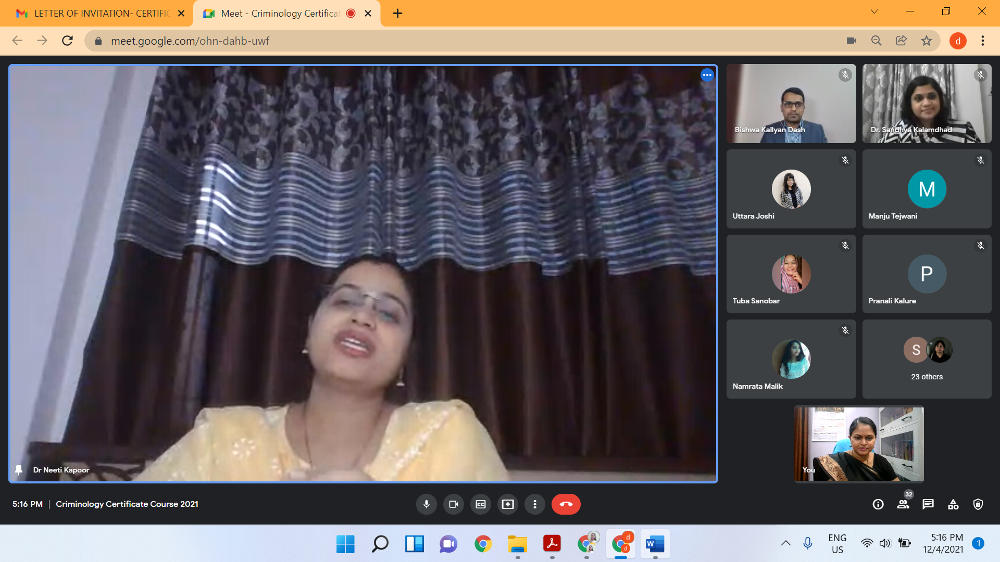 LETTER OF INVITATION- CERTIFIC
Meet - Criminology Certificat
meet.google.com/ohn-dahb-uwf
d
Bishwa Kallyan Dash
Dr. Sandhya Kalamdhad
Uttara Joshi
M
Manju Tejwani
Tuba Sanobar
P
Pranali Kalure
Namrata Malik
S
23 others
You
Dr Neeti Kapoor
5:16 PM | Criminology Certificate Course 2021
CC
32
d
d
W
ENG
US
5:16 PM
12/4/2021
1